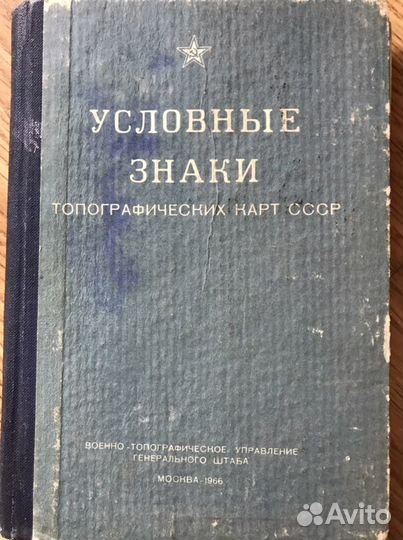 УСЛОВНЫЕ
ЗНАКИ
ТОПОГРАФИЧЕСКИХ КАРТ СССР
ВОЕННО-ТОПОГРАФИЧЕСКОЕ УПРАВЛЕНИЕ
ГЕНЕРАЛЬНОГО ШТАБА
МОСКВА-1966
Avito